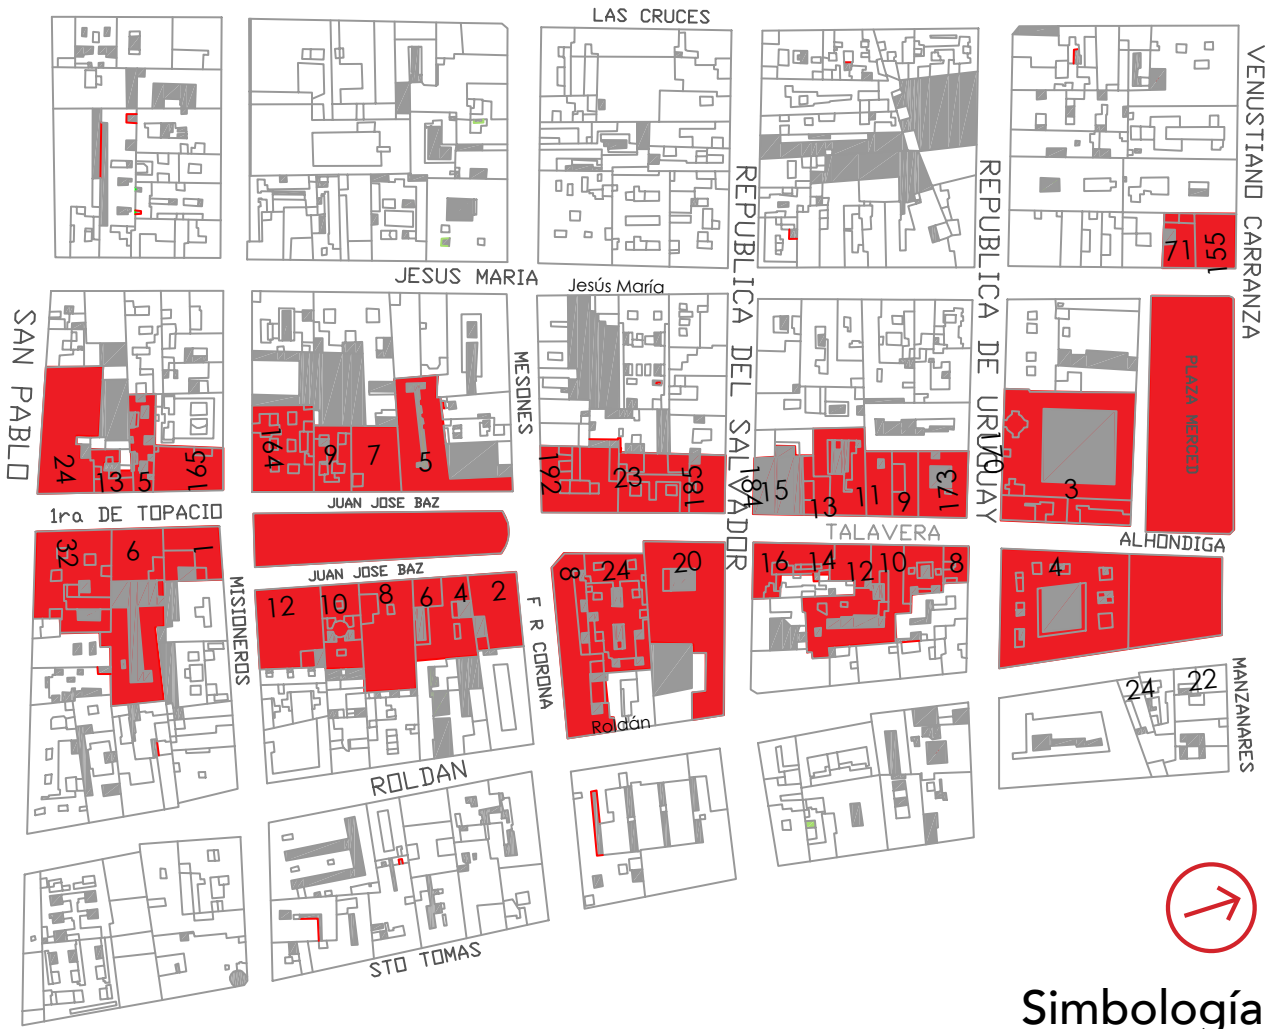 LAS CRUCES
VENUSTIANO CARRANZA
REPUBLICA DEL SALVADOR
REPUBLICA DE URUGUAY
71
155
JESUS MARIA
Jesús María
SAN PABLO
MESONES
PLAZA MERCED
24
13
5
195
164
9
7
5
192
23
185
184
15
13
11
9
173
170
3
1ra DE TOPACIO
JUAN JOSE BAZ
TALAVERA
ALHONDIGA
32
6
1
MISIONEROS
JUAN JOSE BAZ
12
10
8
6
4
2
F R CORONA
8
24
20
16
14
12
10
8
4
Roldán
24
22
MANZANARES
ROLDAN
STO TOMAS
Simbología